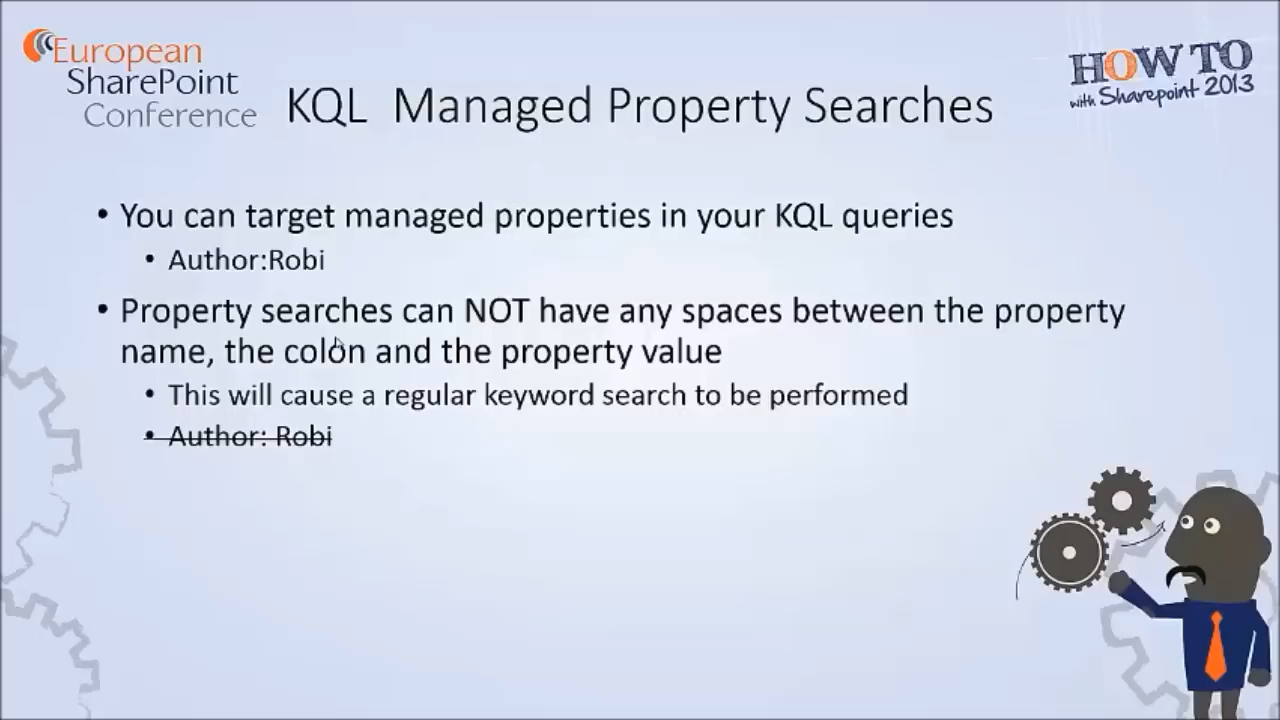 European
SharePoint
Conference
HOW TO
with Sharepoint 2013
KQL Managed Property Searches
• You can target managed properties in your KQL queries
• Author:Robi
• Property searches can NOT have any spaces between the property
name, the colon and the property value
• This will cause a regular keyword search to be performed
• Author: Robi